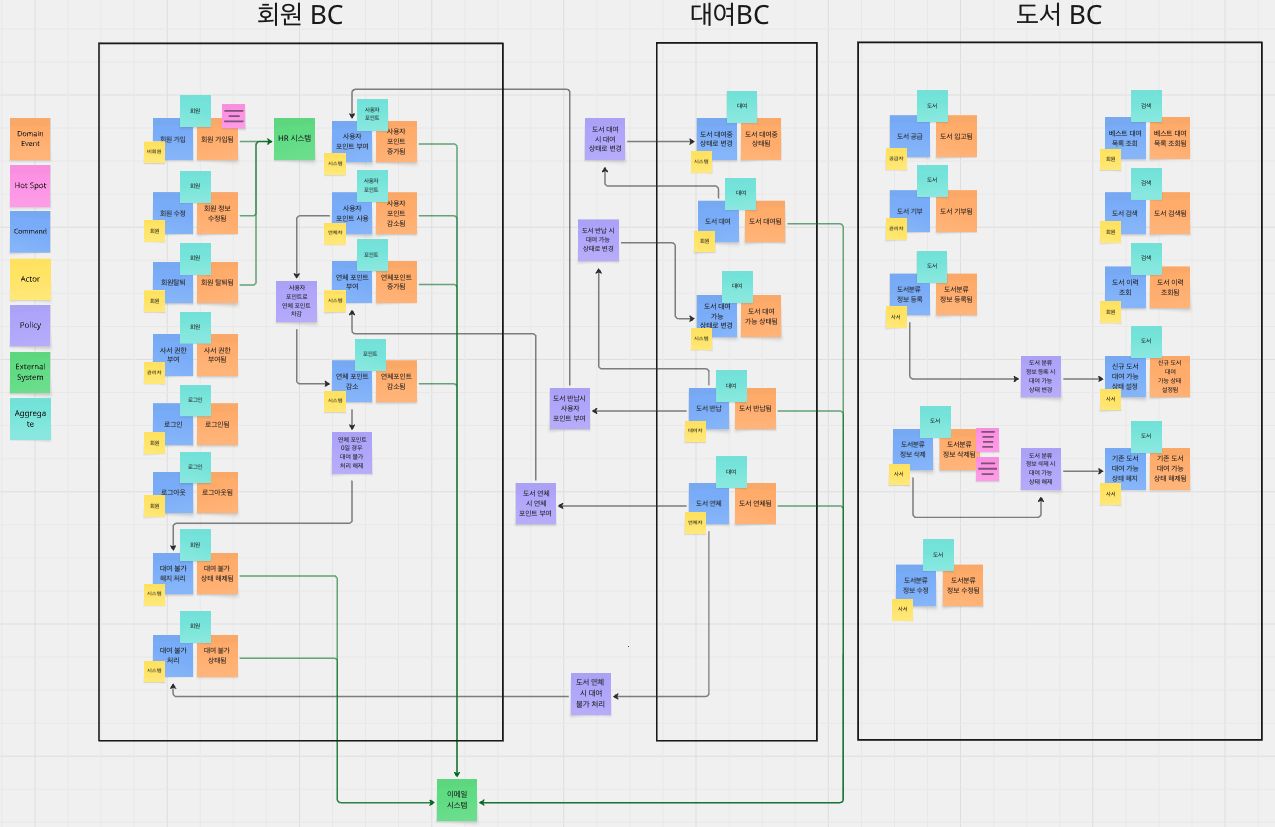 회원 BC
대여BC
도서 BC
Domain
Event
Hot Spot
Command
Actor
Policy
External
System
Aggrega
te
회원
회원 가입
회원 가입됨
비회원
HR 시스템
회원
회원 수정
회원 정보
수정됨
회원
회원
회원탈퇴
회원 탈퇴됨
회원
회원
사서 권한
부여
사서 권한
부여됨
관리자
로그인
로그인
로그인됨
회원
로그인
로그아웃
로그아웃됨
회원
회원
대여 불가
해지 처리
대여 불가
상태 해제됨
시스템
회원
대여 불가
처리
대여 불가
상태됨
시스템
사용자
포인트
사용자
포인트 부여
사용자
포인트
증가됨
시스템
사용자
포인트
사용자
포인트 사용
사용자
포인트
감소됨
연체자
포인트
연체 포인트
부여
연체포인트
증가됨
시스템
사용자
포인트로
연체 포인트
차감
포인트
연체 포인트
감소
연체포인트
감소됨
시스템
연체 포인트
0일 경우
대여 불가
처리 해제
도서 대여
시 대여
상태로 변경
도서 반납 시
대여 가능
상태로 변경
도서 반납시
사용자
포인트 부여
도서 연체
시 연체
포인트 부여
도서 연체
시 대여
불가 처리
이메일
시스템
대여
도서 대여중
상태로 변경
도서 대여중
상태됨
시스템
대여
도서 대여
도서 대여됨
회원
대여
도서 대여
가능
상태로 변경
도서 대여
가능 상태됨
시스템
대여
도서 반납
도서 반납됨
대여자
대여
도서 연체
도서 연체됨
연체자
도서
도서 공급
도서 입고됨
공급자
도서
도서 기부
도서 기부됨
관리자
도서
도서분류
정보 등록
도서분류
정보 등록됨
사서
도서
도서분류
정보 삭제
도서분류
정보 삭제됨
사서
도서
도서분류
정보 수정
도서분류
정보 수정됨
사서
도서 분류
정보 등록 시
대여 가능
상태 변경
도서 분류
정보 삭제 시
대여 가능
상태 해제
검색
베스트 대여
목록 조회
베스트 대여
목록 조회됨
회원
검색
도서 검색
도서 검색됨
회원
검색
도서 이력
조회
도서 이력
조회됨
회원
도서
신규 도서
대여 가능
상태 설정
신규 도서
대여
가능 상태
설정됨
사서
도서
기존 도서
대여 가능
상태 해지
기존 도서
대여 가능
상태 해제됨
사서